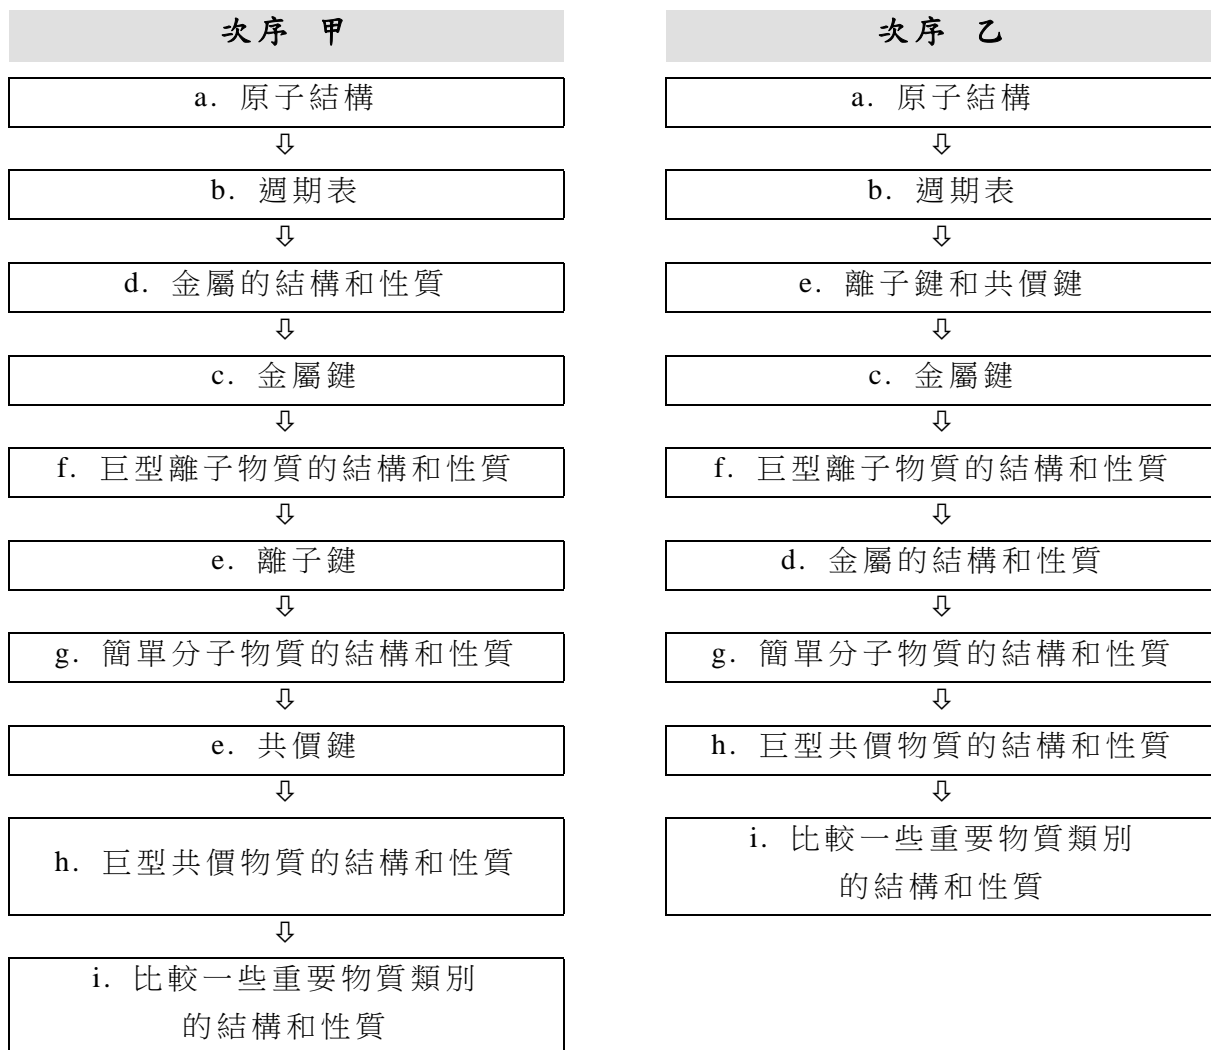 次序 甲
a. 原子結構
⇩
b. 週期表
⇩
d. 金屬的結構和性質
⇩
c. 金屬鍵
⇩
f. 巨型離子物質的結構和性質
⇩
e. 離子鍵
⇩
g. 簡單分子物質的結構和性質
⇩
e. 共價鍵
⇩
h. 巨型共價物質的結構和性質
⇩
i. 比較一些重要物質類別
的結構和性質
次序 乙
a. 原子結構
⇩
b. 週期表
⇩
e. 離子鍵和共價鍵
⇩
c. 金屬鍵
⇩
f. 巨型離子物質的結構和性質
⇩
d. 金屬的結構和性質
⇩
g. 簡單分子物質的結構和性質
⇩
h. 巨型共價物質的結構和性質
⇩
i. 比較一些重要物質類別
的結構和性質